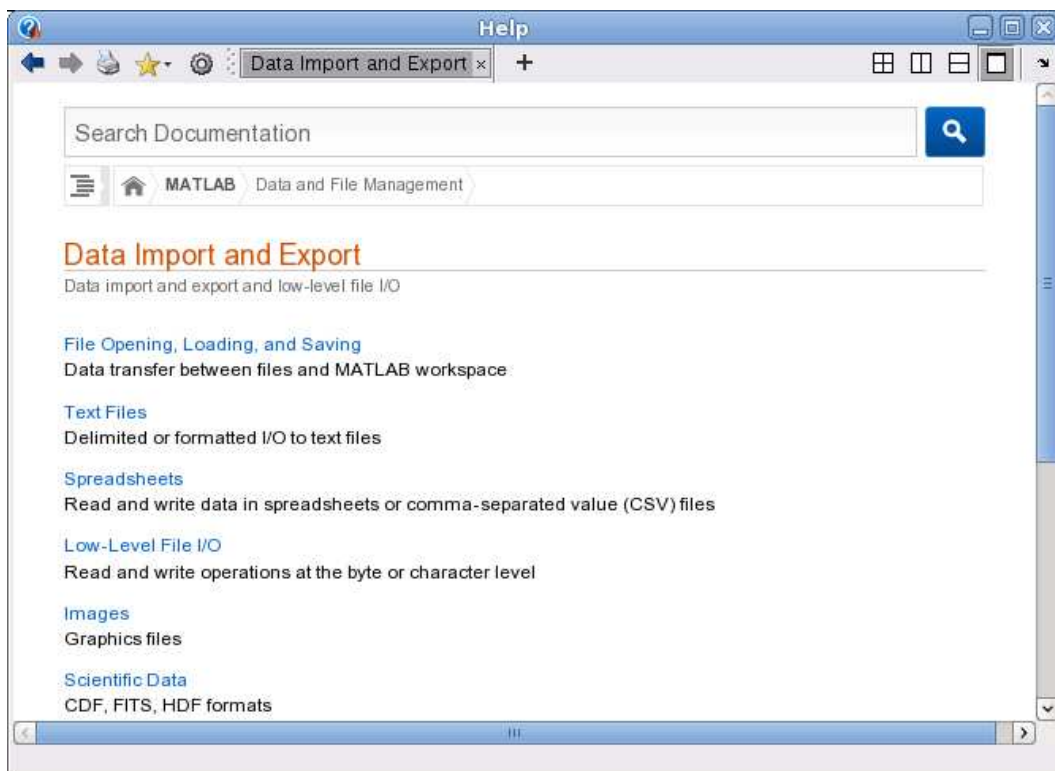 Help
Data Import and Export
Search Documentation
MATLAB Data and File Management
Data Import and Export
Data import and export and low-level file I/O
File Opening, Loading, and Saving
Data transfer between files and MATLAB workspace
Text Files
Delimited or formatted I/O to text files
Spreadsheets
Read and write data in spreadsheets or comma-separated value (CSV) files
Low-Level File I/O
Read and write operations at the byte or character level
Images
Graphics files
Scientific Data
CDF, FITS, HDF formats